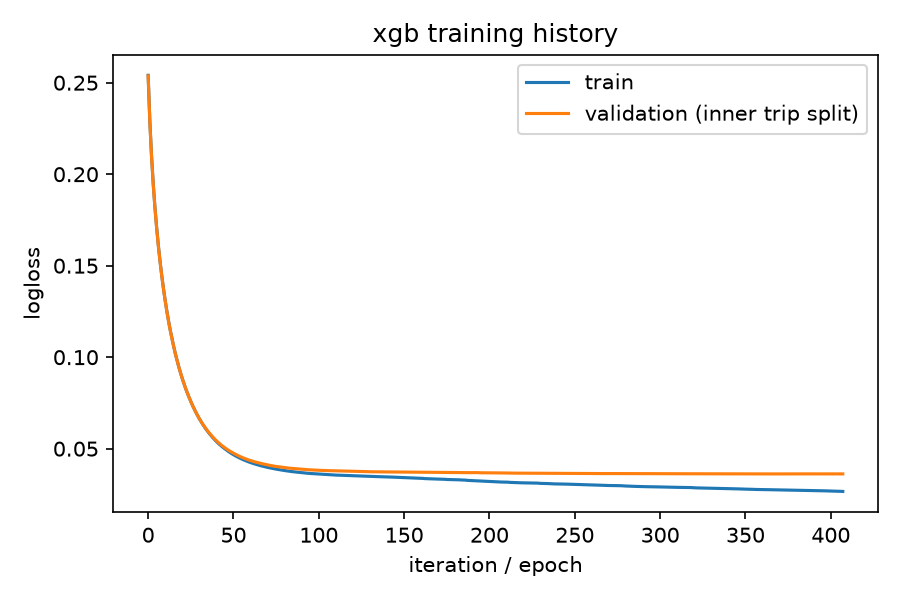 xgb training history
train
validation (inner trip split)
logloss
0.25
0.20
0.15
0.10
0.05
0 50 100 150 200 250 300 350 400
iteration / epoch